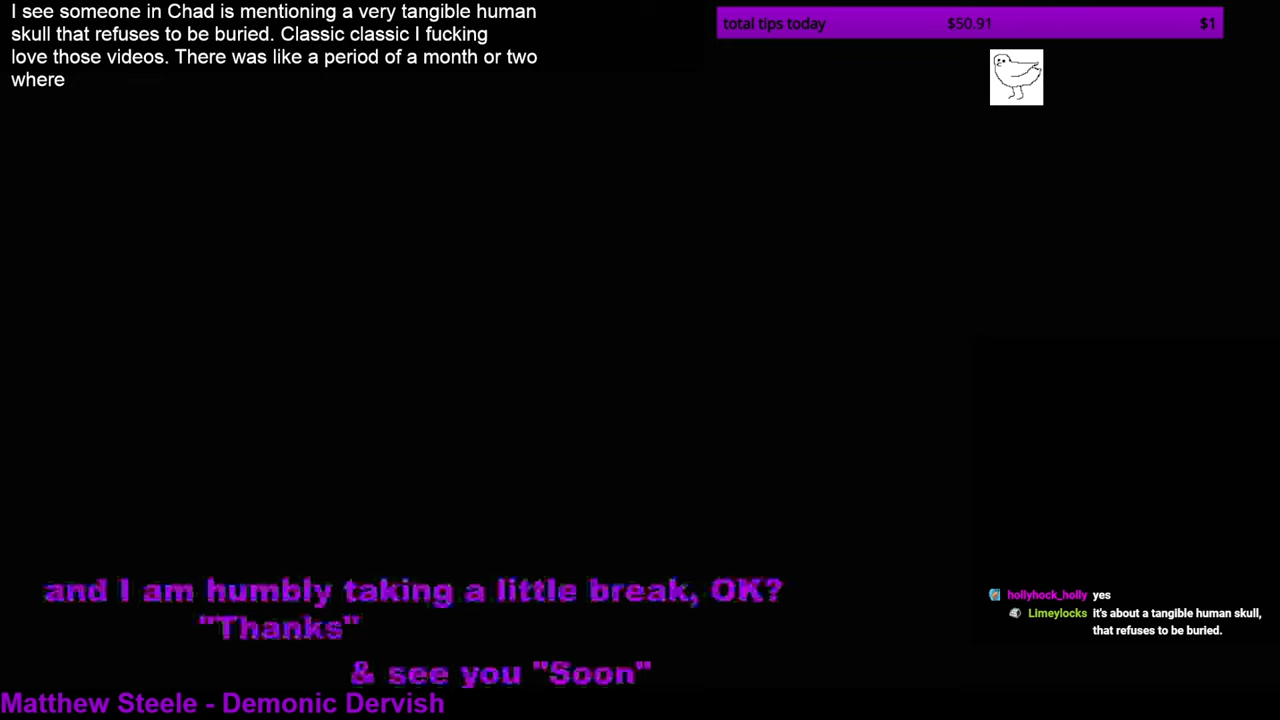 I see someone in Chad is mentioning a very tangible human
skull that refuses to be buried. Classic classic I fucking
love those videos. There was like a period of a month or two
where
total tips today $50.91 $1
and I am humbly taking a little break, OK?
"Thanks"
& see you "Soon"
hollyhock_holly yes
Limeylocks it's about a tangible human skull,
that refuses to be buried.
Matthew Steele - Demonic Dervish